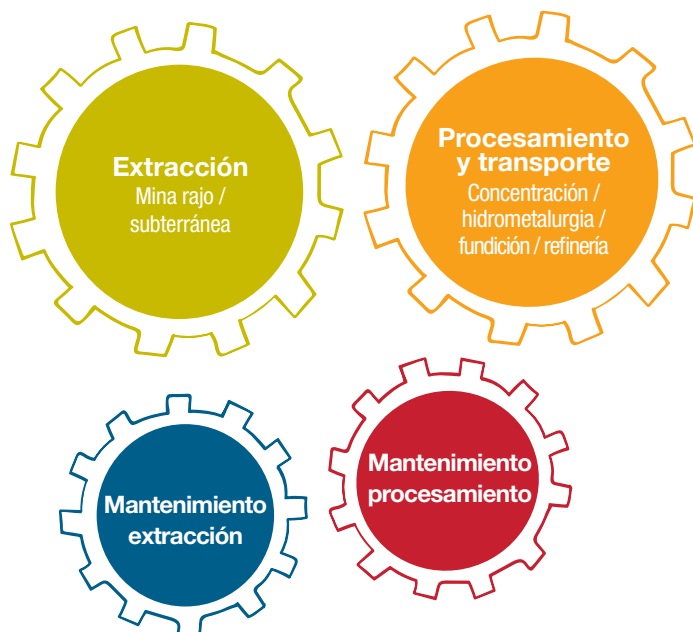 Extracción
Mina rajo /
subterránea
Procesamiento
y transporte
Concentración /
hidrometalurgia /
fundición / refinería
Mantenimiento
extracción
Mantenimiento
procesamiento